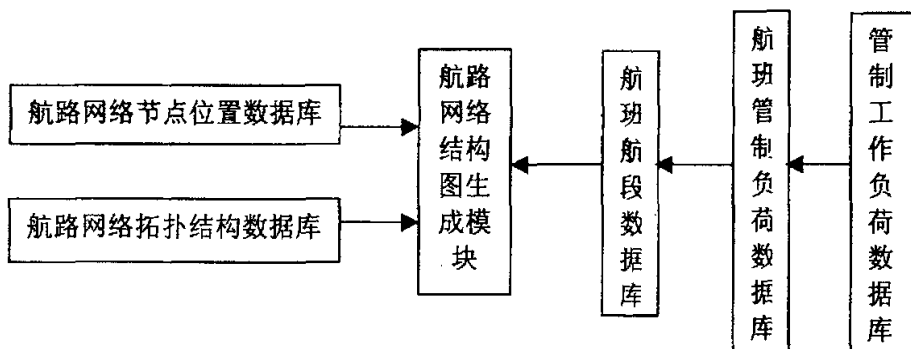 航路网络节点位置数据库
航路网络拓扑结构数据库
航路
网络
结构
图生
成模
块
航班航段数据库
航班管制负荷数据库
管制工作负荷数据库